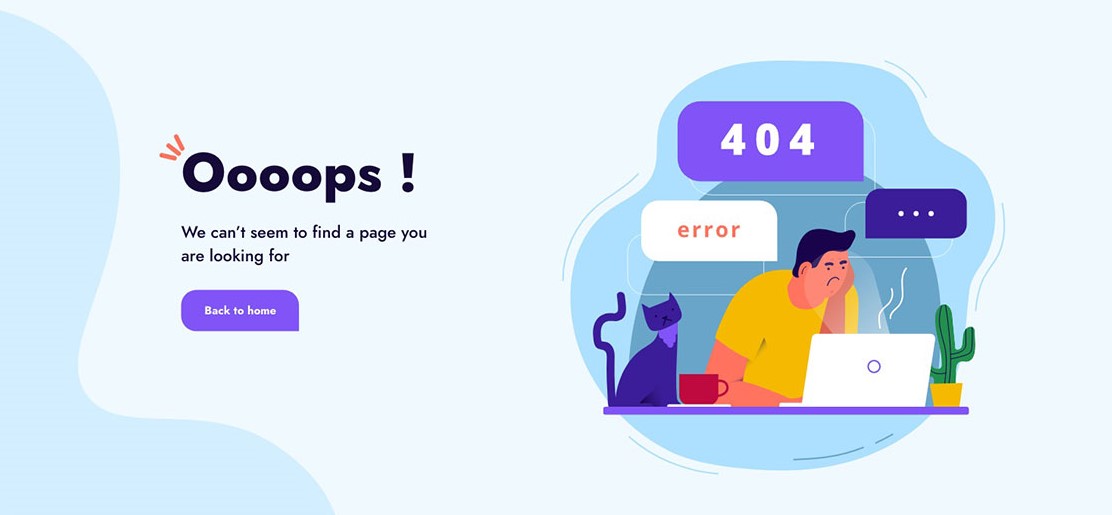 Oooops !
We can’t seem to find a page you
are looking for
Back to home
404
error
...